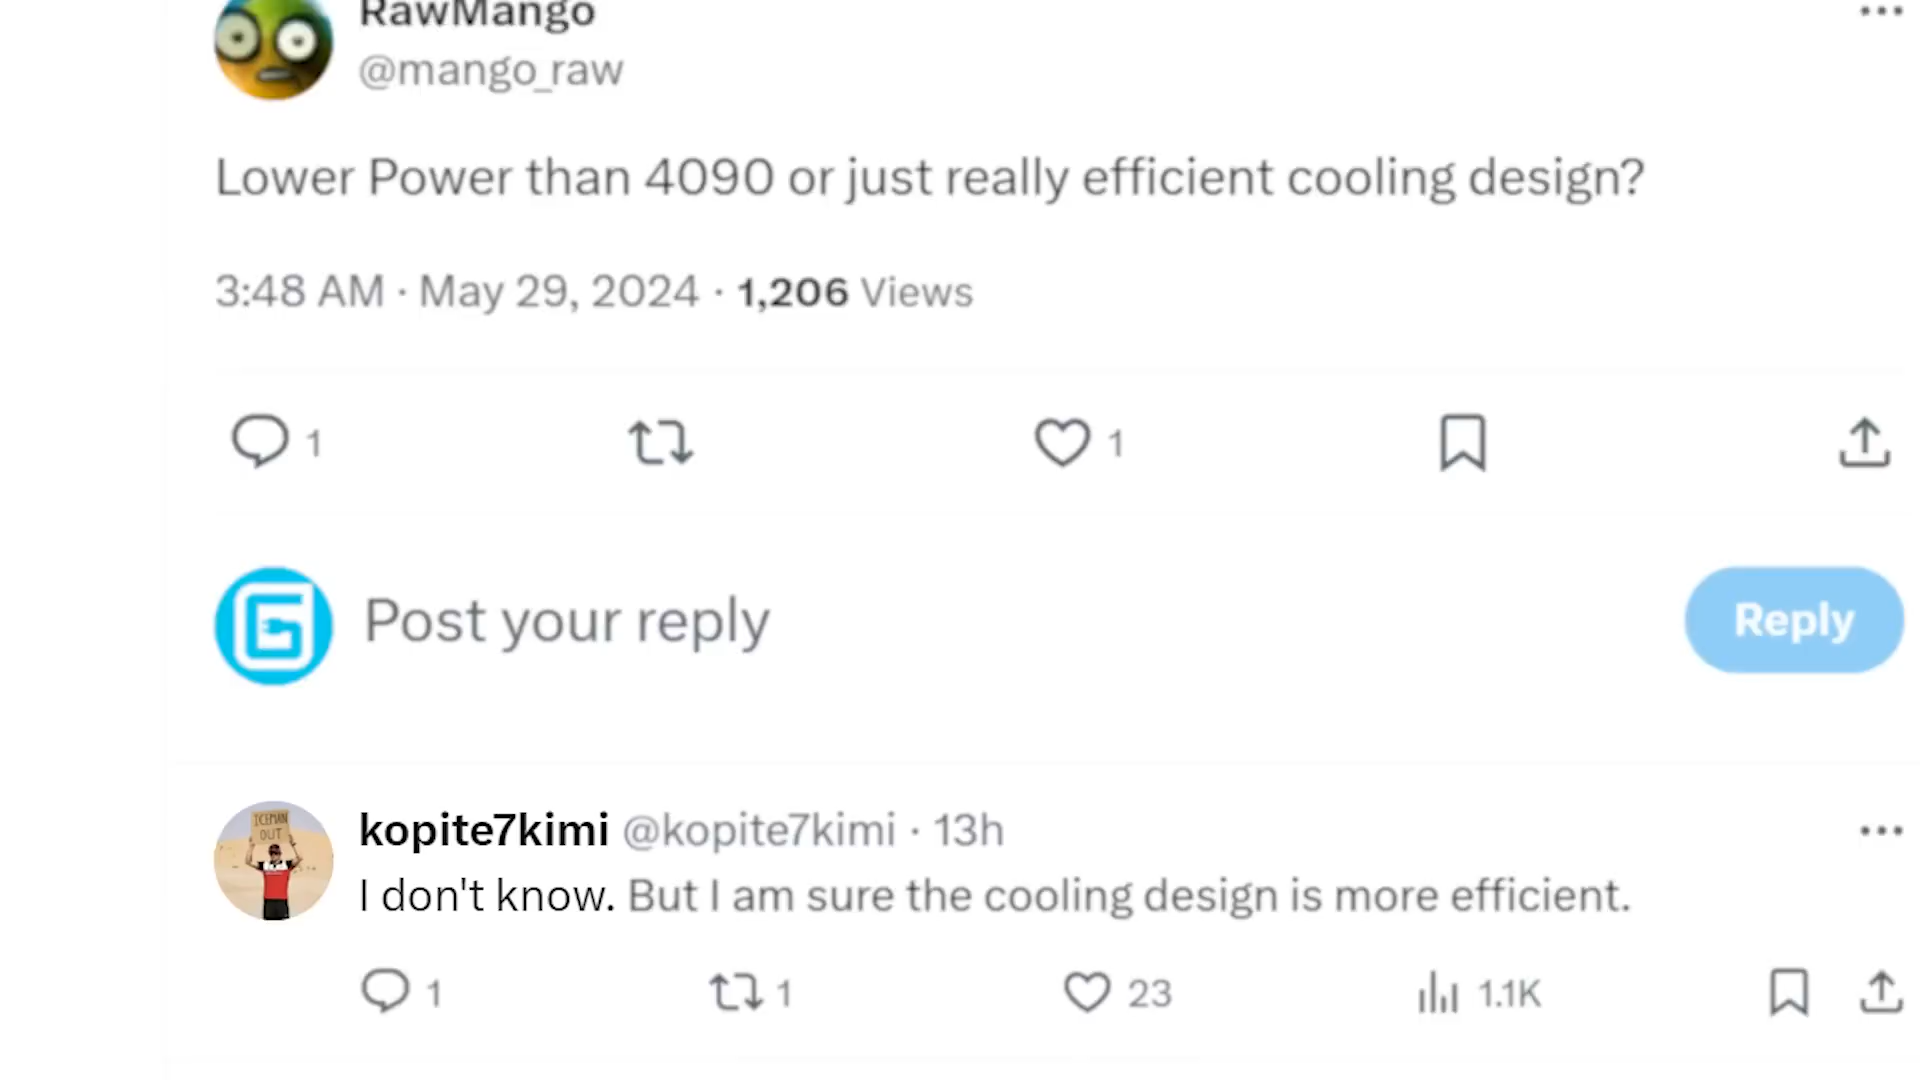 RawMango
@mango_raw
Lower Power than 4090 or just really efficient cooling design?
3:48 AM · May 29, 2024 · 1,206 Views
1
1
Post your reply
Reply
ICEMAN
OUT
kopite7kimi @kopite7kimi · 13h
I don't know. But I am sure the cooling design is more efficient.
1
1
23
1.1K